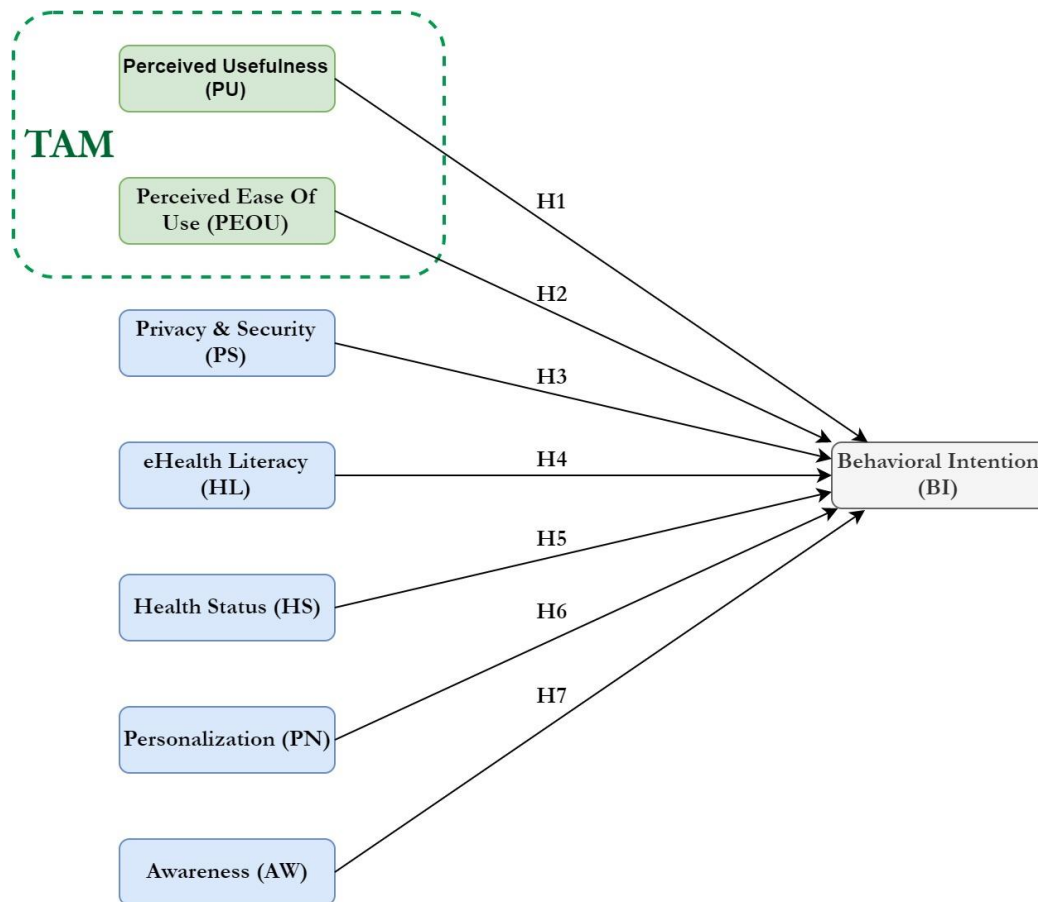 Perceived Usefulness
(PU)
TAM
Perceived Ease Of
Use (PEOU)
H1
H2
Privacy & Security
(PS)
H3
eHealth Literacy
(HL)
H4
Behavioral Intention
(BI)
H5
Health Status (HS)
H6
H7
Personalization (PN)
Awareness (AW)